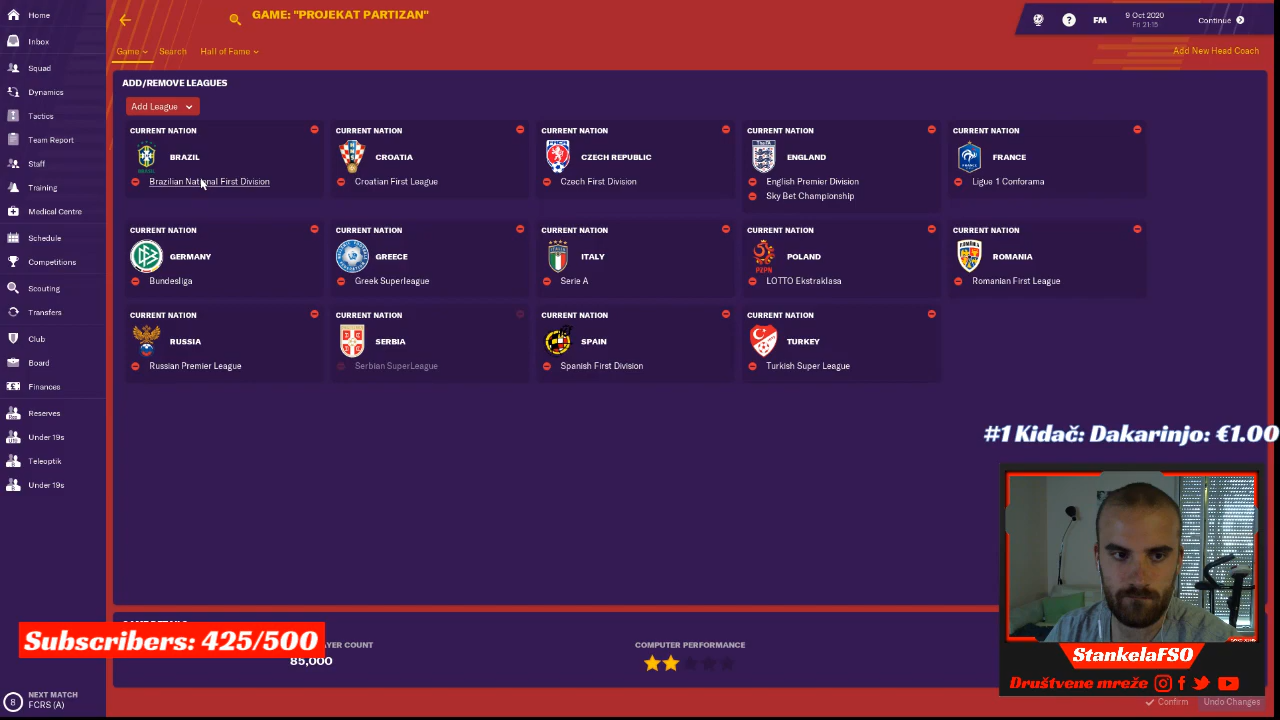 Home
Inbox
Squad
Dynamics
Tactics
Team Report
Staff
Training
Medical Centre
Schedule
Competitions
Scouting
Transfers
Club
Board
Finances
Reserves
Under 19s
Teleoptik
Under 19s
8 NEXT MATCH
FCRS (A)
GAME: "PROJEKAT PARTIZAN"
FM
9 Oct 2020
Fri 21:15
Continue
Game
Search
Hall of Fame
Add New Head Coach
ADD/REMOVE LEAGUES
Add League
CURRENT NATION
BRAZIL
Brazilian National First Division
CURRENT NATION
CROATIA
Croatian First League
CURRENT NATION
CZECH REPUBLIC
Czech First Division
CURRENT NATION
ENGLAND
English Premier Division
Sky Bet Championship
CURRENT NATION
FRANCE
Ligue 1 Conforama
CURRENT NATION
GERMANY
Bundesliga
CURRENT NATION
GREECE
Greek Superleague
CURRENT NATION
ITALY
Serie A
CURRENT NATION
POLAND
LOTTO Ekstraklasa
CURRENT NATION
ROMANIA
Romanian First League
CURRENT NATION
RUSSIA
Russian Premier League
CURRENT NATION
SERBIA
Serbian SuperLeague
CURRENT NATION
SPAIN
Spanish First Division
CURRENT NATION
TURKEY
Turkish Super League
#1 Kidač: Dakarinjo: €1.00
Subscribers: 425/500
COUNT
85,000
COMPUTER PERFORMANCE
StankelaFSO
Društvene mreže
Confirm
Undo Changes